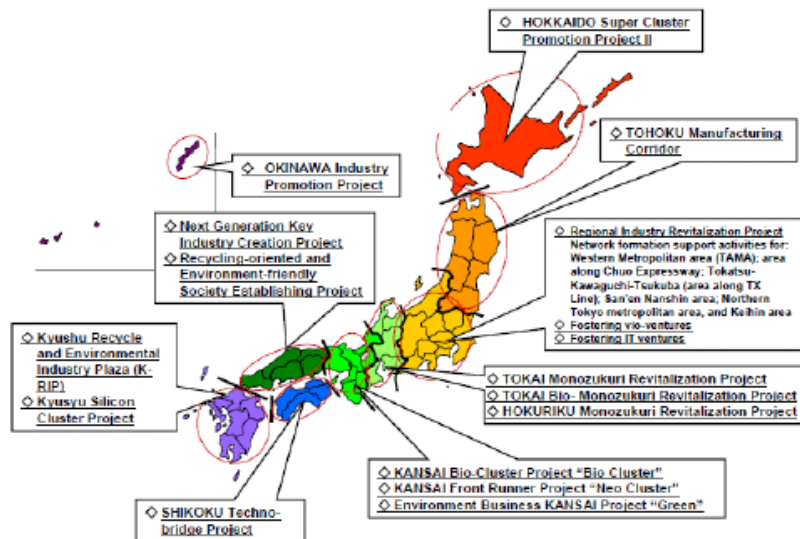 ◇ HOKKAIDO Super Cluster
Promotion Project II
◇ TOHOKU Manufacturing
Corridor
◇ OKINAWA Industry
Promotion Project
◇ Next Generation Key
Industry Creation Project
◇ Recycling-oriented and
Environment-friendly
Society Establishing Project
◇ Regional Industry Revitalization Project
Network formation support activities for:
Western Metropolitan area (TAMA); area
along Chuo Expressway; Tokatsu-
Kawaguchi-Tsukuba (area along TX
Line); San'en Nanshin area; Northern
Tokyo metropolitan area, and Keihin area
◇ Fostering vio-ventures
◇ Fostering IT ventures
◇ Kyushu Recycle
and Environmental
Industry Plaza (K-
RIP)
◇ Kyusyu Silicon
Cluster Project
◇ TOKAI Monozukuri Revitalization Project
◇ TOKAI Bio- Monozukuri Revitalization Project
◇ HOKURIKU Monozukuri Revitalization Project
◇ KANSAI Bio-Cluster Project "Bio Cluster"
◇ KANSAI Front Runner Project "Neo Cluster"
◇ Environment Business KANSAI Project "Green"
◇ SHIKOKU Techno-
bridge Project